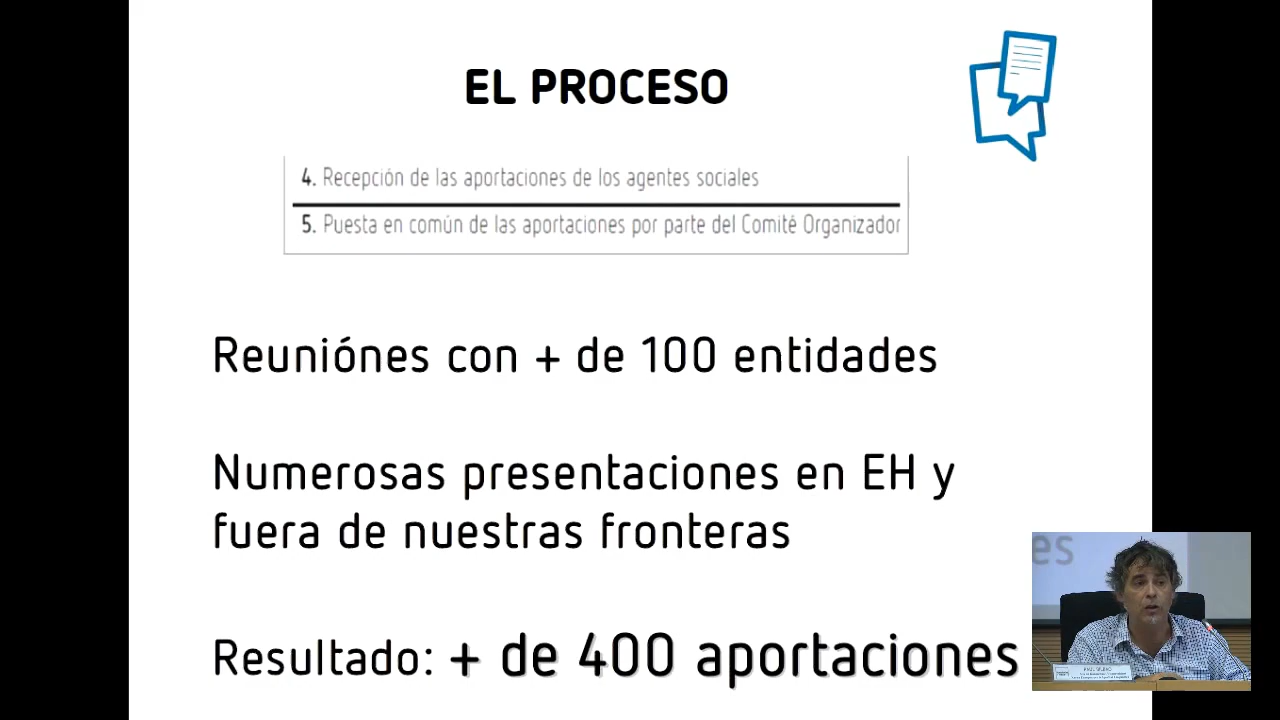 EL PROCESO
4. Recepción de las aportaciones de los agentes sociales
5. Puesta en común de las aportaciones por parte del Comité Organizador
Reuniónes con + de 100 entidades
Numerosas presentaciones en EH y
fuera de nuestras fronteras
Resultado: + de 400 aportaciones
es